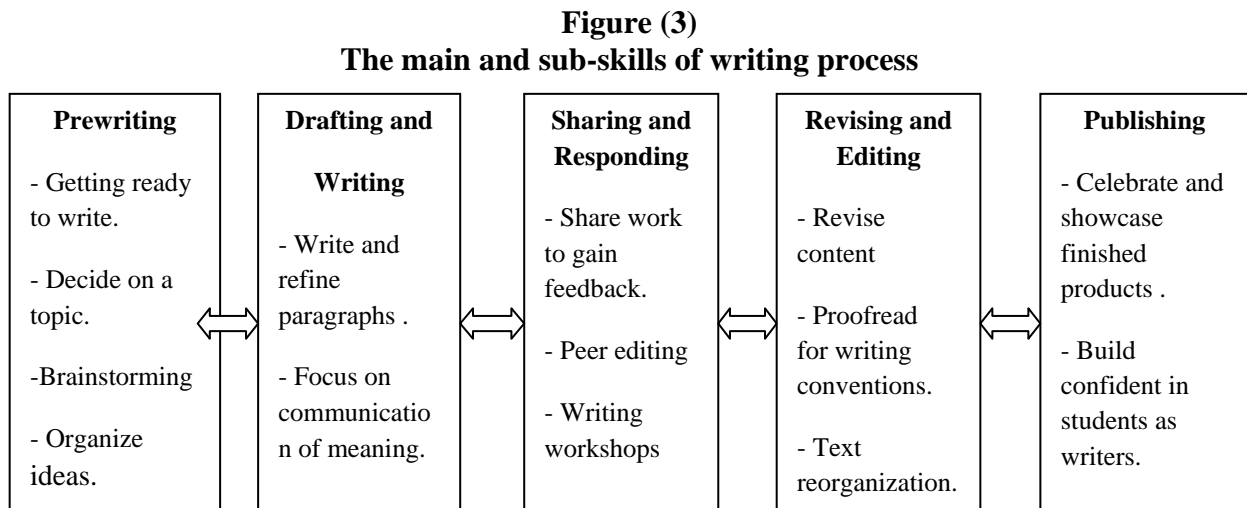 Figure (3)
The main and sub-skills of writing process
Prewriting
- Getting ready
to write.
- Decide on a
topic.
-Brainstorming
- Organize
ideas.
Drafting and
Writing
- Write and
refine
paragraphs .
- Focus on
communicatio
n of meaning.
Sharing and
Responding
- Share work
to gain
feedback.
- Peer editing
- Writing
workshops
Revising and
Editing
- Revise
content
- Proofread
for writing
conventions.
- Text
reorganization.
Publishing
- Celebrate and
showcase
finished
products .
- Build
confident in
students as
writers.